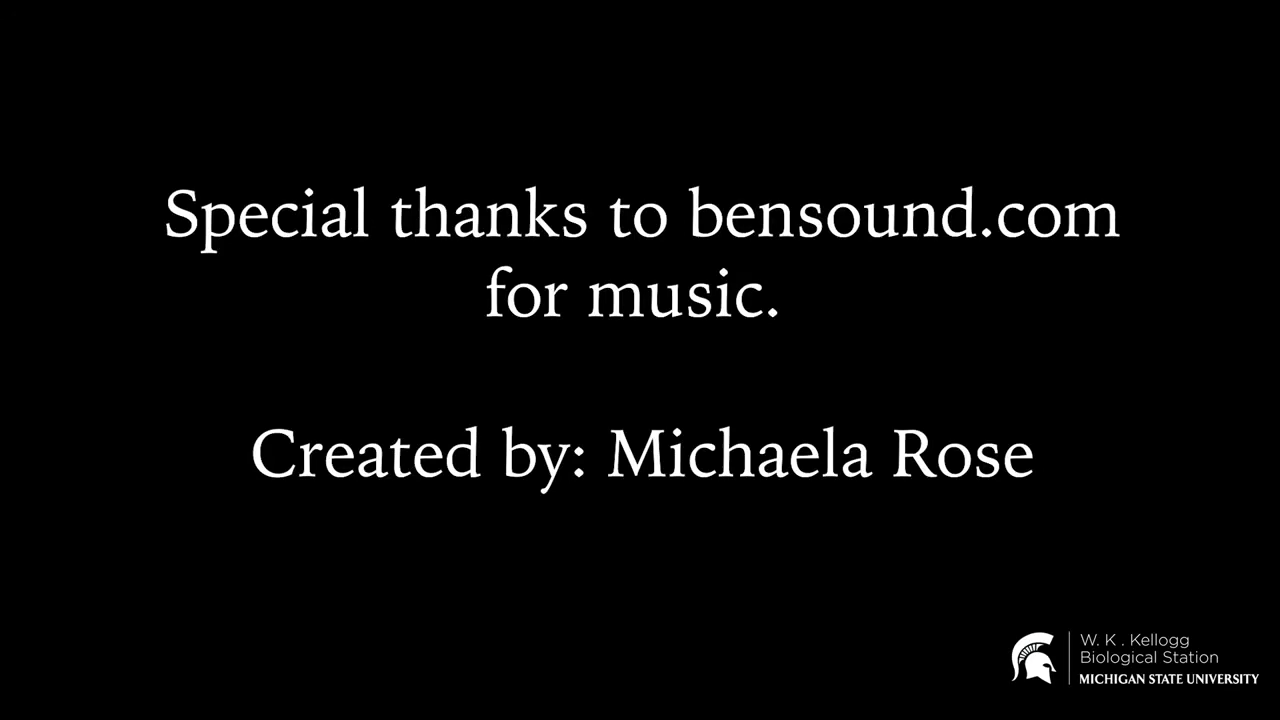 Special thanks to bensound.com
for music.
Created by: Michaela Rose
W. K . Kellogg
Biological Station
MICHIGAN STATE UNIVERSITY